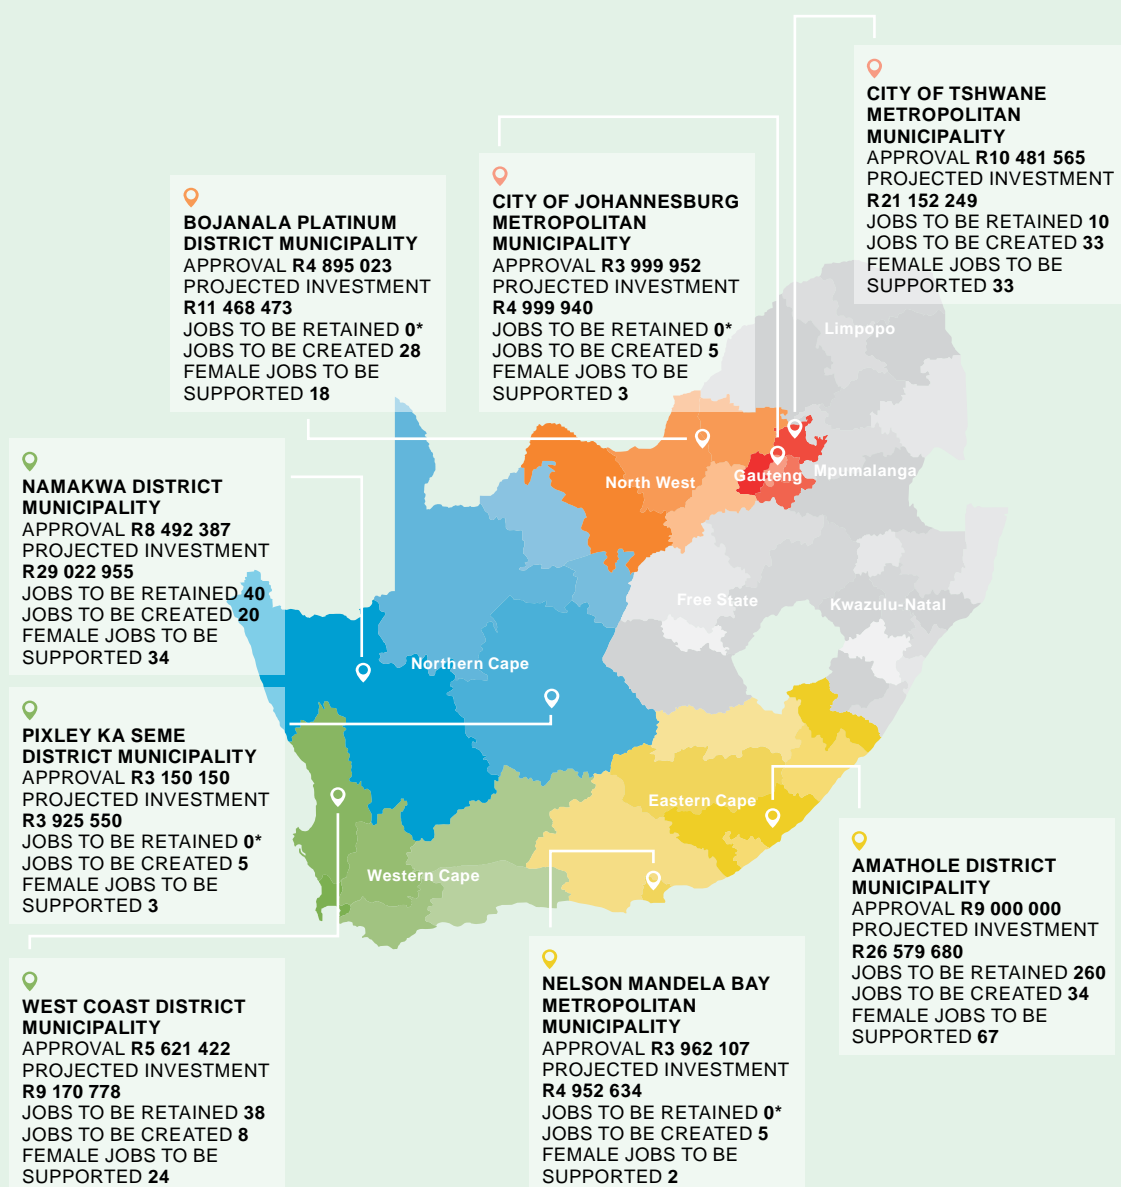 CITY OF TSHWANE
METROPOLITAN
MUNICIPALITY
APPROVAL R10 481 565
PROJECTED INVESTMENT
R21 152 249
JOBS TO BE RETAINED 10
JOBS TO BE CREATED 33
FEMALE JOBS TO BE
SUPPORTED 33
CITY OF JOHANNESBURG
METROPOLITAN
MUNICIPALITY
APPROVAL R3 999 952
PROJECTED INVESTMENT
R4 999 940
JOBS TO BE RETAINED 0*
JOBS TO BE CREATED 5
FEMALE JOBS TO BE
SUPPORTED 3
BOJANALA PLATINUM
DISTRICT MUNICIPALITY
APPROVAL R4 895 023
PROJECTED INVESTMENT
R11 468 473
JOBS TO BE RETAINED 0*
JOBS TO BE CREATED 28
FEMALE JOBS TO BE
SUPPORTED 18
Limpopo
North West
Gauteng
Mpumalanga
Free State
Kwazulu-Natal
Northern Cape
Eastern Cape
Western Cape
NAMAKWA DISTRICT
MUNICIPALITY
APPROVAL R8 492 387
PROJECTED INVESTMENT
R29 022 955
JOBS TO BE RETAINED 40
JOBS TO BE CREATED 20
FEMALE JOBS TO BE
SUPPORTED 34
PIXLEY KA SEME
DISTRICT MUNICIPALITY
APPROVAL R3 150 150
PROJECTED INVESTMENT
R3 925 550
JOBS TO BE RETAINED 0*
JOBS TO BE CREATED 5
FEMALE JOBS TO BE
SUPPORTED 3
WEST COAST DISTRICT
MUNICIPALITY
APPROVAL R5 621 422
PROJECTED INVESTMENT
R9 170 778
JOBS TO BE RETAINED 38
JOBS TO BE CREATED 8
FEMALE JOBS TO BE
SUPPORTED 24
NELSON MANDELA BAY
METROPOLITAN
MUNICIPALITY
APPROVAL R3 962 107
PROJECTED INVESTMENT
R4 952 634
JOBS TO BE RETAINED 0*
JOBS TO BE CREATED 5
FEMALE JOBS TO BE
SUPPORTED 2
AMATHOLE DISTRICT
MUNICIPALITY
APPROVAL R9 000 000
PROJECTED INVESTMENT
R26 579 680
JOBS TO BE RETAINED 260
JOBS TO BE CREATED 34
FEMALE JOBS TO BE
SUPPORTED 67